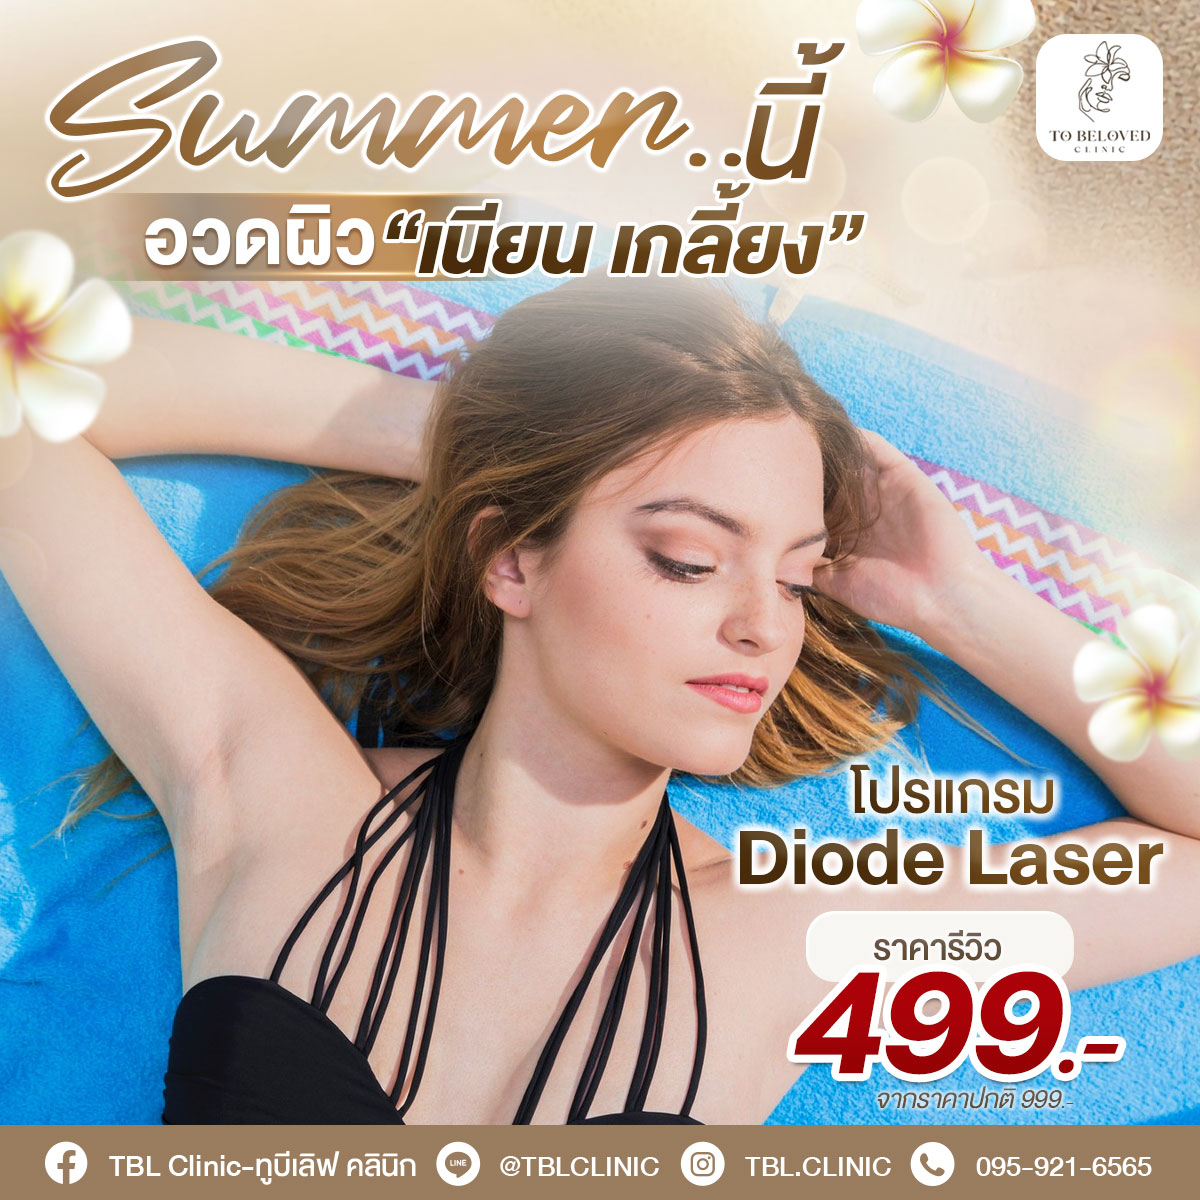 Summer..นี้
อวดผิว “เนียน เกลี้ยง”
TO BELOVED
CLINIC
โปรแกรม
Diode Laser
ราคารีวิว
499.-
จากราคาปกติ 999.-
TBL Clinic-ทูบีเลิฟ คลินิก LINE @TBLCLINIC TBL.CLINIC 095-921-6565